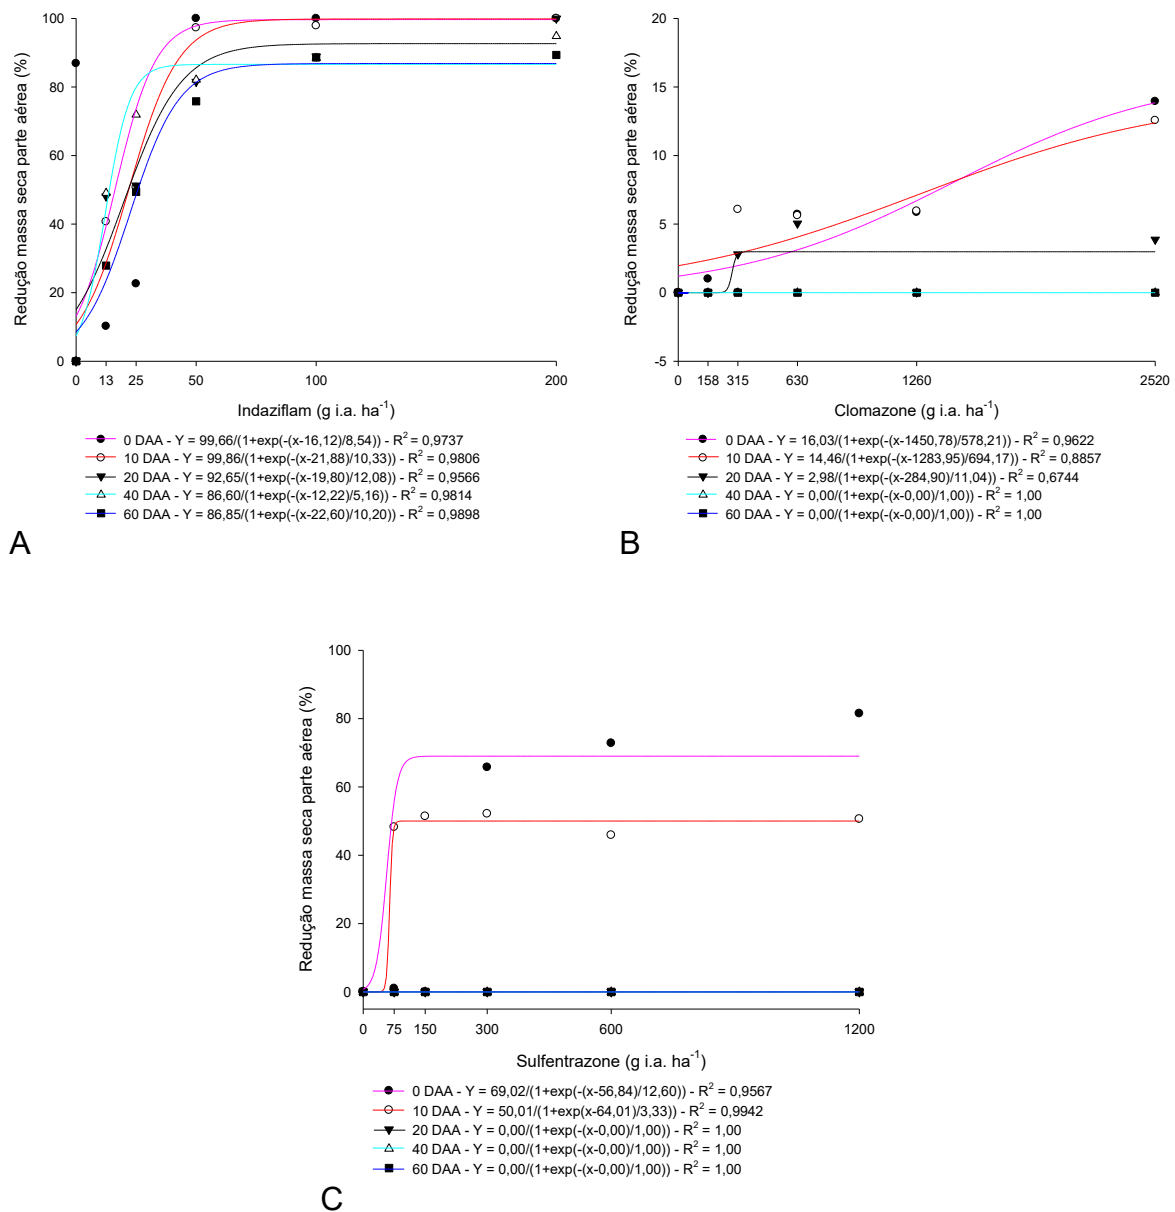 100
80
60
40
20
0
Redução massa seca parte aérea (%)
0 13 25 50 100 200
Indaziflam (g i.a. ha⁻¹)
0 DAA - Y = 99,66/(1+exp(-(x-16,12)/8,54)) - R² = 0,9737
10 DAA - Y = 99,86/(1+exp(-(x-21,88)/10,33)) - R² = 0,9806
20 DAA - Y = 92,65/(1+exp(-(x-19,80)/12,08)) - R² = 0,9566
40 DAA - Y = 86,60/(1+exp(-(x-12,22)/5,16)) - R² = 0,9814
60 DAA - Y = 86,85/(1+exp(-(x-22,60)/10,20)) - R² = 0,9898
A
20
15
10
5
0
-5
Redução massa seca parte aérea (%)
0 158 315 630 1260 2520
Clomazone (g i.a. ha⁻¹)
0 DAA - Y = 16,03/(1+exp(-(x-1450,78)/578,21)) - R² = 0,9622
10 DAA - Y = 14,46/(1+exp(-(x-1283,95)/694,17)) - R² = 0,8857
20 DAA - Y = 2,98/(1+exp(-(x-284,90)/11,04)) - R² = 0,6744
40 DAA - Y = 0,00/(1+exp(-(x-0,00)/1,00)) - R² = 1,00
60 DAA - Y = 0,00/(1+exp(-(x-0,00)/1,00)) - R² = 1,00
B
100
80
60
40
20
0
Redução massa seca parte aérea (%)
0 75 150 300 600 1200
Sulfentrazone (g i.a. ha⁻¹)
0 DAA - Y = 69,02/(1+exp(-(x-56,84)/12,60)) - R² = 0,9567
10 DAA - Y = 50,01/(1+exp(x-64,01)/3,33)) - R² = 0,9942
20 DAA - Y = 0,00/(1+exp(-(x-0,00)/1,00)) - R² = 1,00
40 DAA - Y = 0,00/(1+exp(-(x-0,00)/1,00)) - R² = 1,00
60 DAA - Y = 0,00/(1+exp(-(x-0,00)/1,00)) - R² = 1,00
C